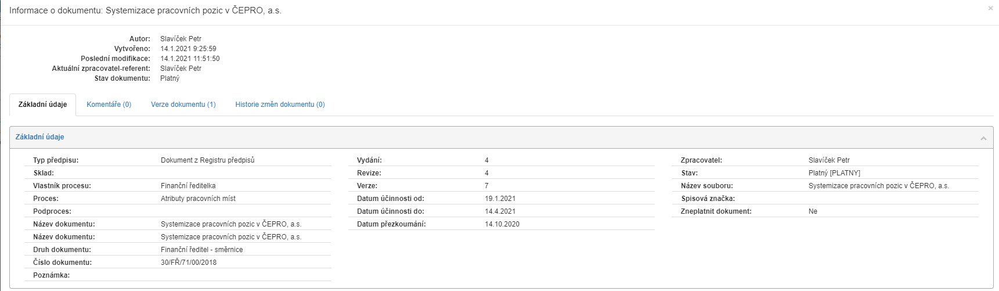 Informace o dokumentu: Systemizace pracovních pozic v ČEPRO, a.s.
×
Autor: Slavíček Petr
Vytvořeno: 14.1.2021 9:25:59
Poslední modifikace: 14.1.2021 11:51:50
Aktuální zpracovatel-referent: Slavíček Petr
Stav dokumentu: Platný
Základní údaje Komentáře (0) Verze dokumentu (1) Historie změn dokumentu (0)
Základní údaje
Typ předpisu: Dokument z Registru předpisů
Sklad:
Vlastník procesu: Finanční ředitelka
Proces: Atributy pracovních míst
Podproces:
Název dokumentu: Systemizace pracovních pozic v ČEPRO, a.s.
Název dokumentu: Systemizace pracovních pozic v ČEPRO, a.s.
Druh dokumentu: Finanční ředitel - směrnice
Číslo dokumentu: 30/FŘ/71/00/2018
Poznámka:
Vydání: 4
Revize: 4
Verze: 7
Datum účinnosti od: 19.1.2021
Datum účinnosti do: 14.4.2021
Datum přezkoumání: 14.10.2020
Zpracovatel: Slavíček Petr
Stav: Platný [PLATNY]
Název souboru: Systemizace pracovních pozic v ČEPRO, a.s.
Spisová značka:
Zneplatnit dokument: Ne